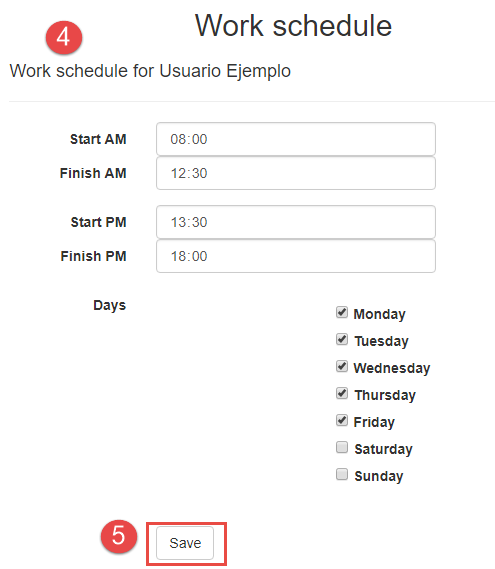 Work schedule
4
Work schedule for Usuario Ejemplo
Start AM 08:00
Finish AM 12:30
Start PM 13:30
Finish PM 18:00
Days
Monday
Tuesday
Wednesday
Thursday
Friday
Saturday
Sunday
5 Save